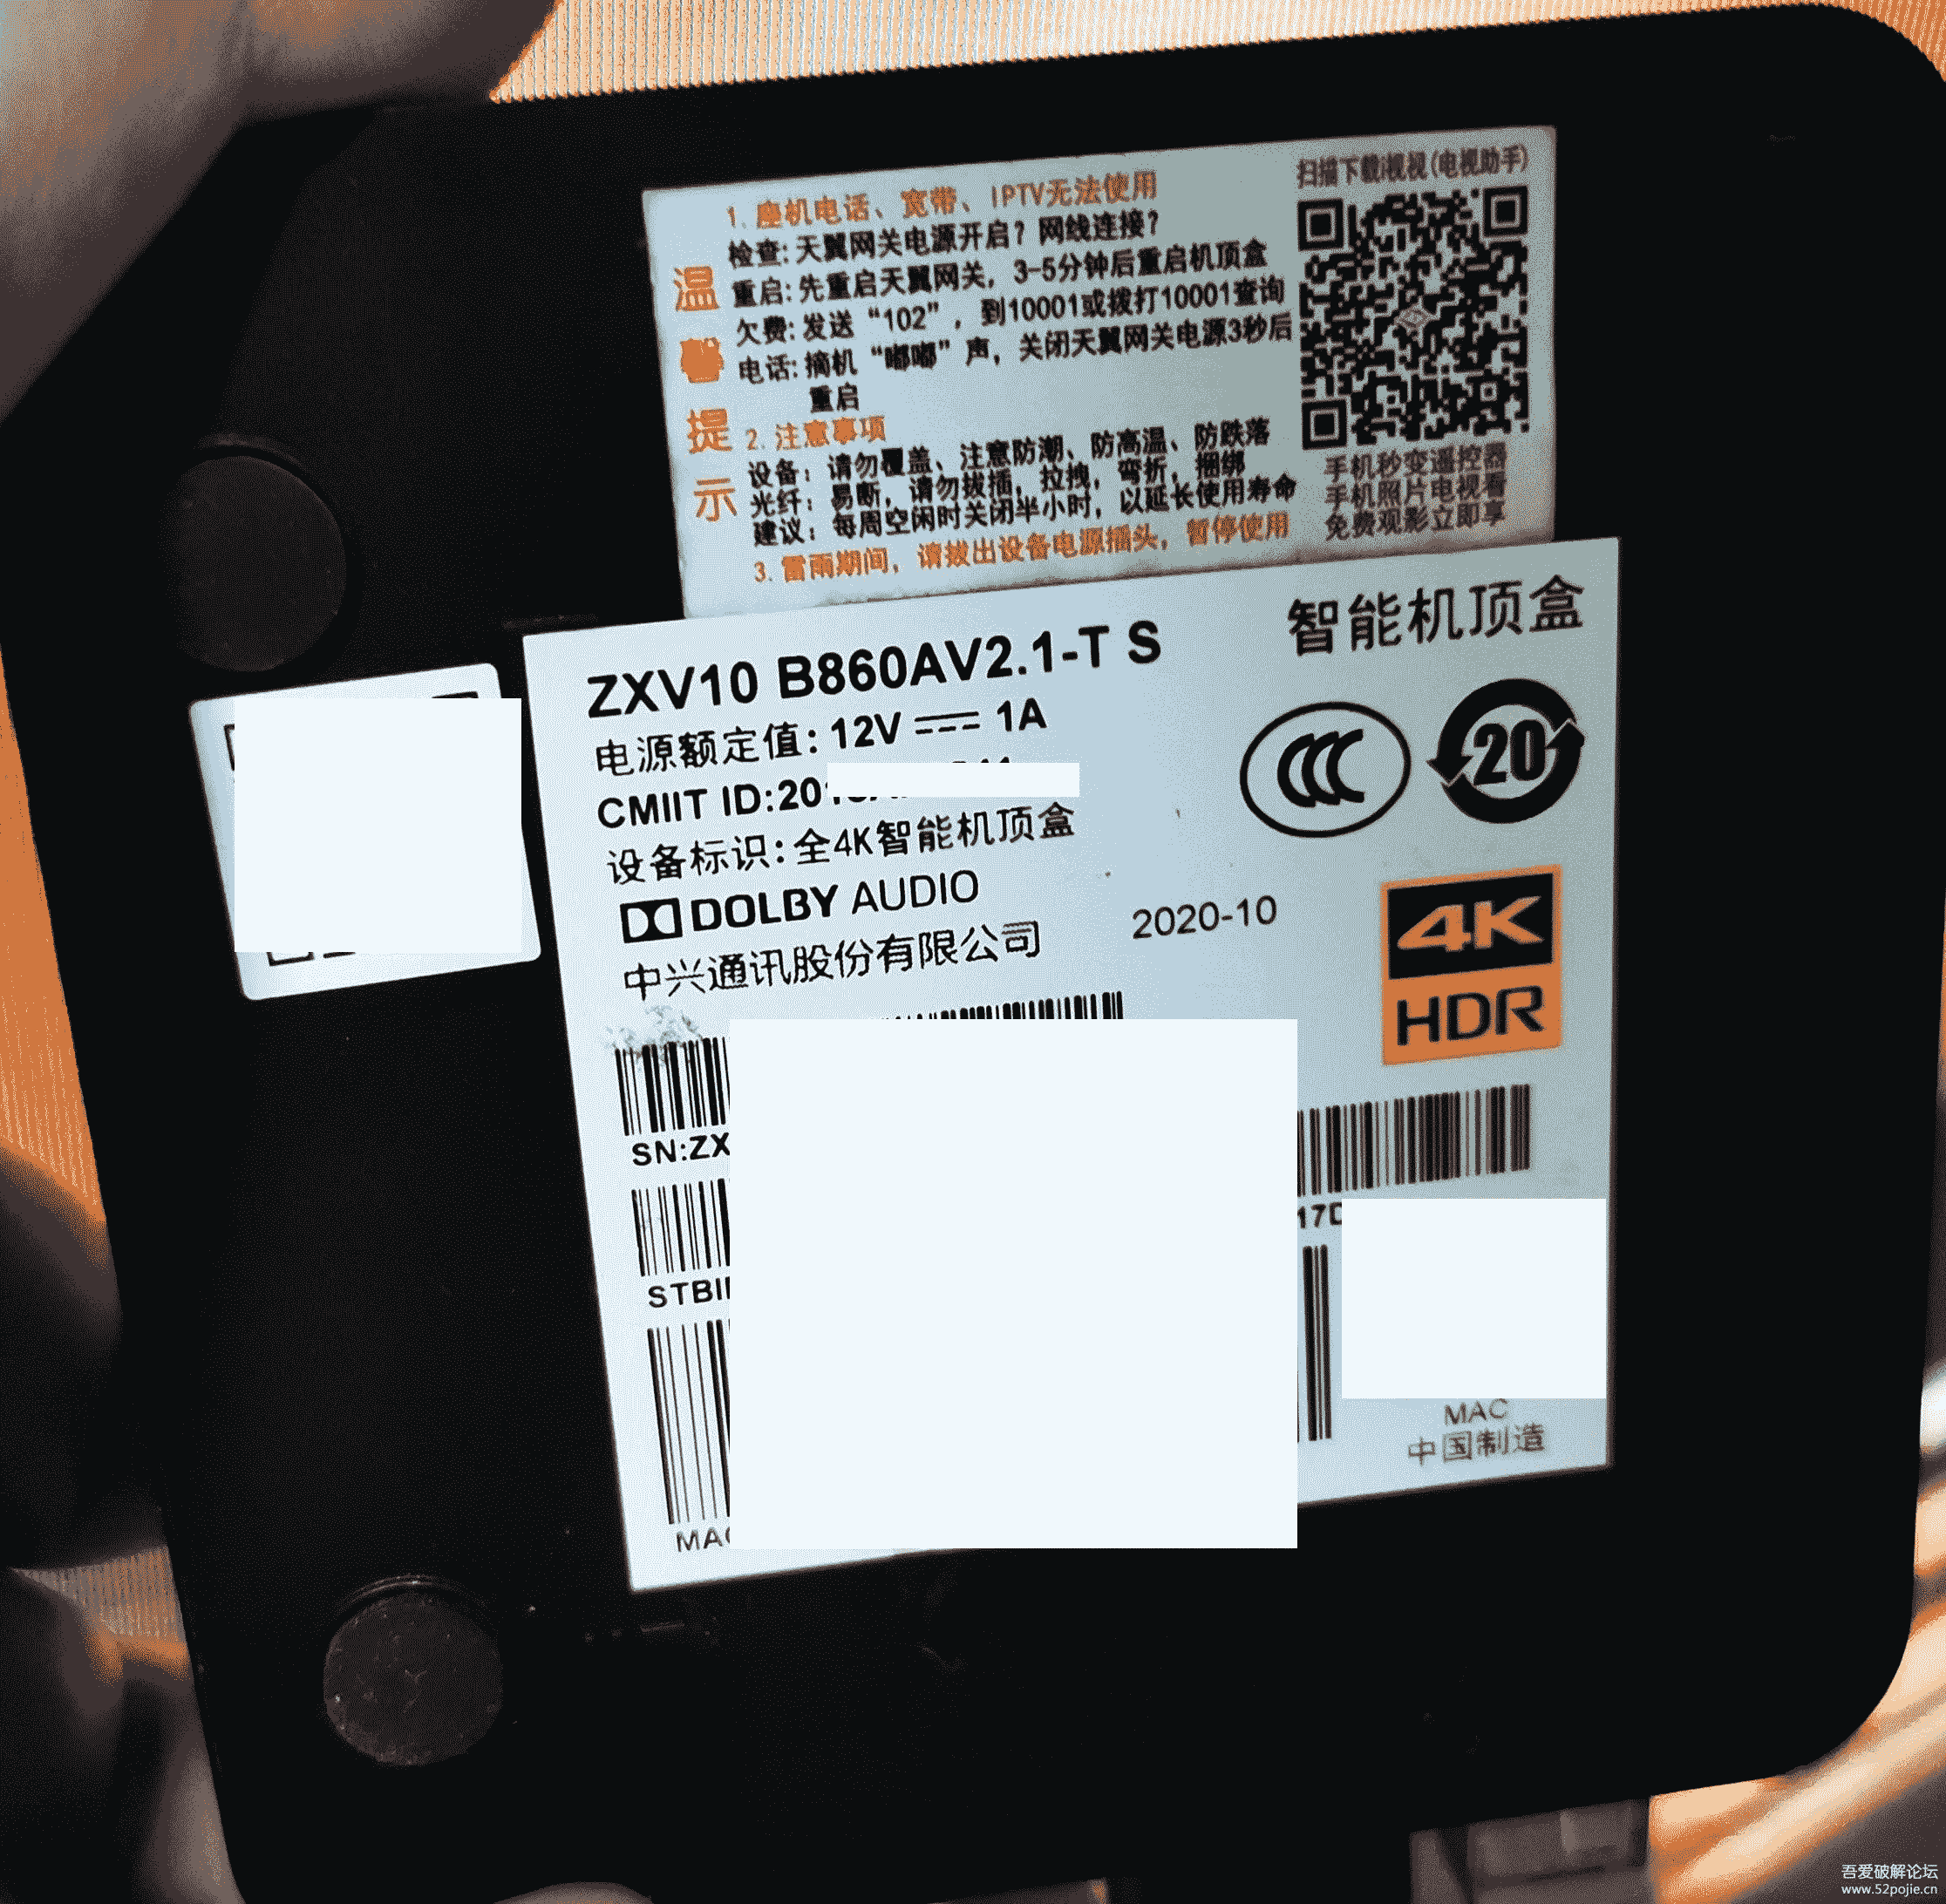 扫描下载i视视(电视助手)
温馨提示
1. 座机电话、宽带、IPTV无法使用
检查: 天翼网关电源开启? 网线连接?
重启: 先重启天翼网关, 3-5分钟后重启机顶盒
欠费: 发送“102”, 到10001或拨打10001查询
电话: 摘机“嘟嘟”声, 关闭天翼网关电源3秒后
重启
2. 注意事项
设备: 请勿覆盖、注意防潮、防高温、防跌落
光纤: 易断, 请勿拔插, 拉拽, 弯折, 捆绑
建议: 每周空闲时关闭半小时, 以延长使用寿命
3. 雷雨期间, 请拔出设备电源插头, 暂停使用
手机秒变遥控器
手机照片电视看
免费观影立即享
智能机顶盒
ZXV10 B860AV2.1-T S
电源额定值: 12V 1A
CMIIT ID:20
20
设备标识: 全4K智能机顶盒
DOLBY AUDIO
中兴通讯股份有限公司
2020-10
4K
HDR
SN:ZX
17D
STBI
MAC
中国制造
MAC
吾爱破解论坛
www.52pojie.cn